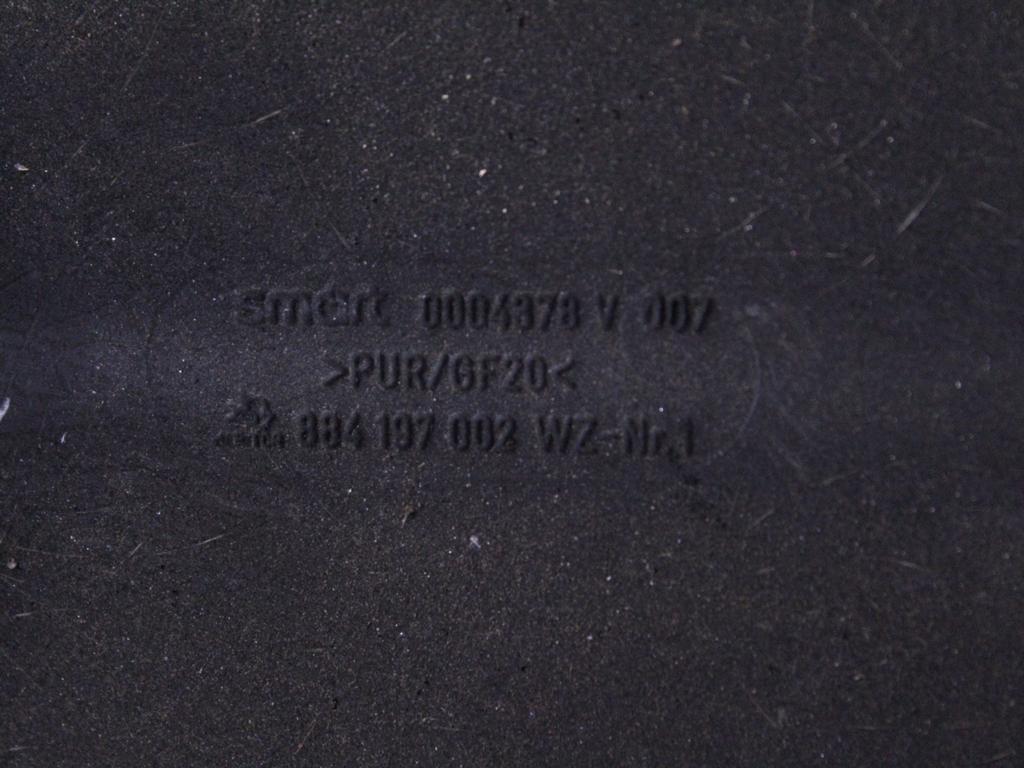 smart 0004378 V 007
>PUR/GF20<
884 197 002 WZ-Nr.1